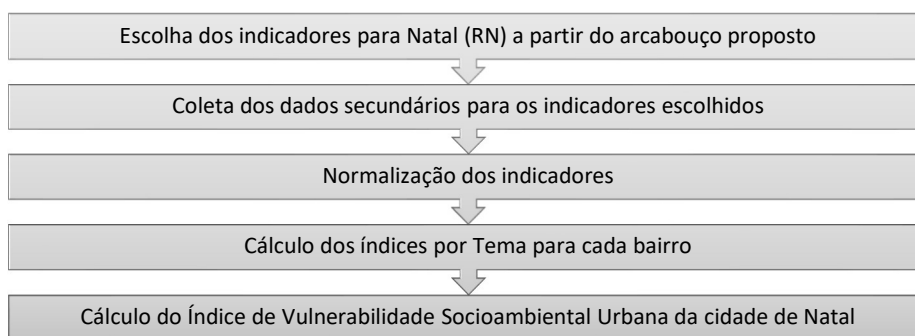 Escolha dos indicadores para Natal (RN) a partir do arcabouço proposto
Coleta dos dados secundários para os indicadores escolhidos
Normalização dos indicadores
Cálculo dos índices por Tema para cada bairro
Cálculo do Índice de Vulnerabilidade Socioambiental Urbana da cidade de Natal